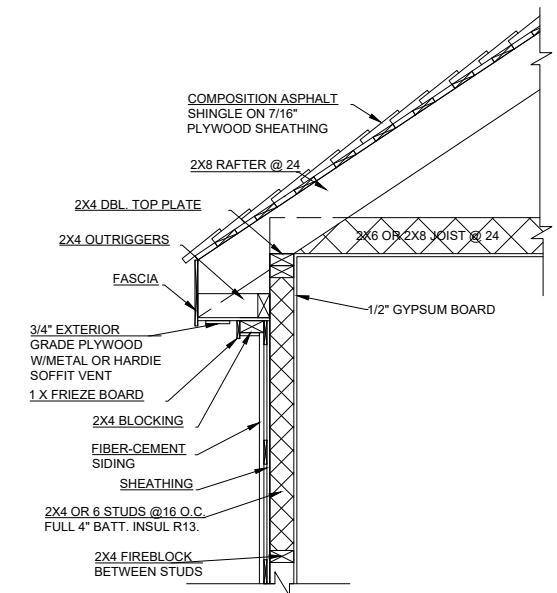 COMPOSITION ASPHALT
SHINGLE ON 7/16"
PLYWOOD SHEATHING
2X8 RAFTER @ 24
2X4 DBL. TOP PLATE
2X4 OUTRIGGERS
2X6 OR 2X8 JOIST @ 24
FASCIA
1/2" GYPSUM BOARD
3/4" EXTERIOR
GRADE PLYWOOD
W/METAL OR HARDIE
SOFFIT VENT
1 X FRIEZE BOARD
2X4 BLOCKING
FIBER-CEMENT
SIDING
SHEATHING
2X4 OR 6 STUDS @16 O.C.
FULL 4" BATT. INSUL R13.
2X4 FIREBLOCK
BETWEEN STUDS